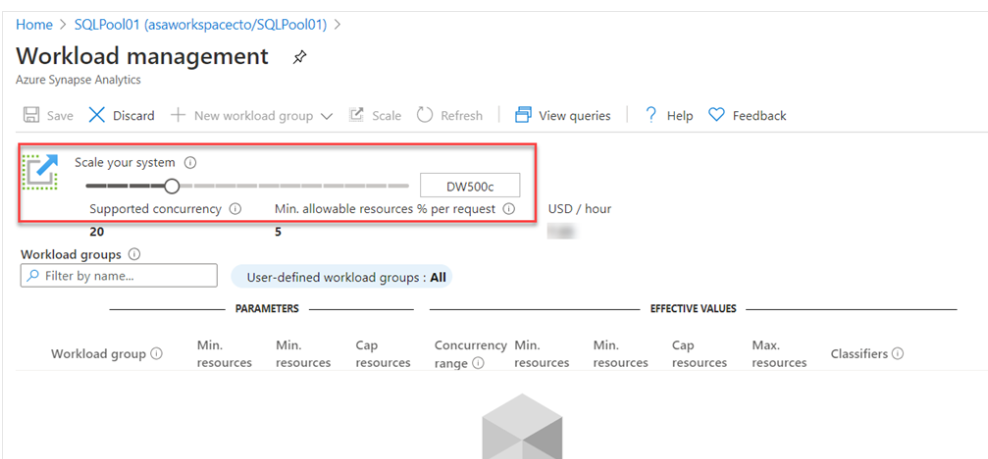 Home > SQLPool01 (asaworkspacecto/SQLPool01) >
Workload management
Azure Synapse Analytics
Save Discard New workload group Scale Refresh View queries ? Help Feedback
Scale your system
DW500c
Supported concurrency Min. allowable resources % per request USD / hour
20 5
Workload groups
Filter by name... User-defined workload groups : All
PARAMETERS EFFECTIVE VALUES
Workload group Min. resources Min. resources Cap resources Concurrency range Min. resources Min. resources Cap resources Max. resources Classifiers